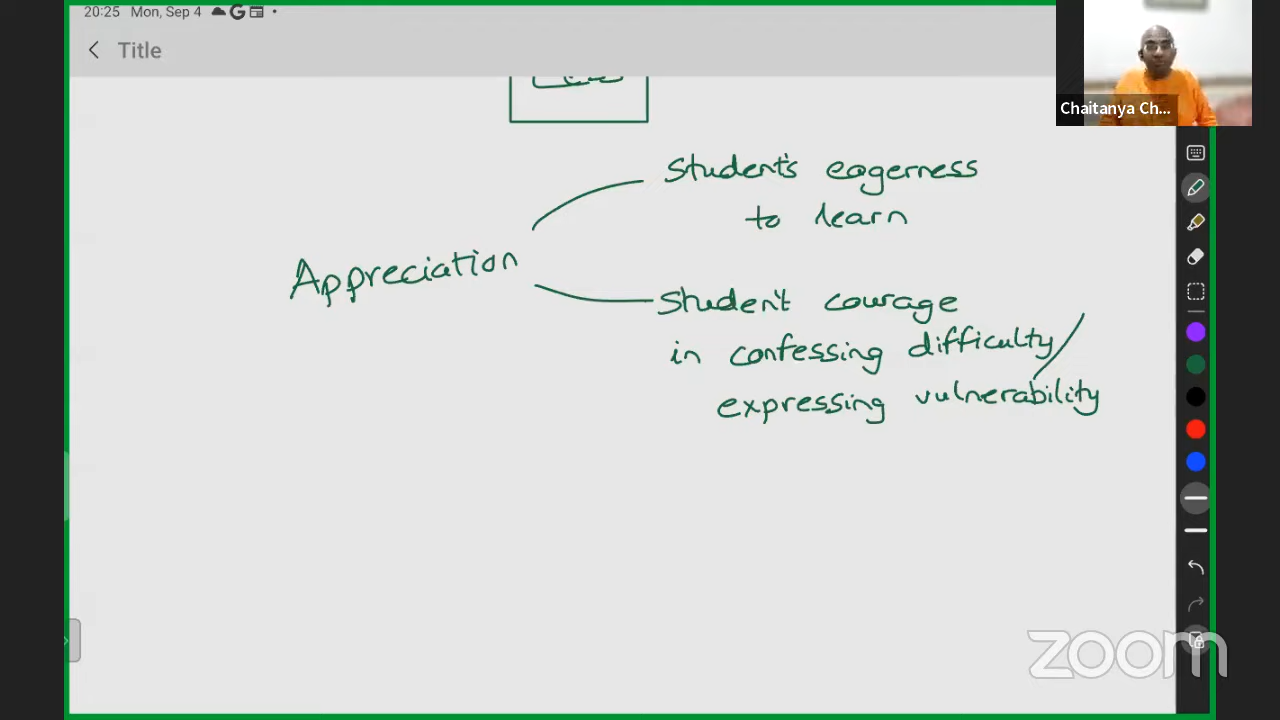 20:25 Mon, Sep 4
Title
Chaitanya Ch...
Student's eagerness
to learn
Appreciation
Student courage
in confessing difficulty/
expressing vulnerability
zoom